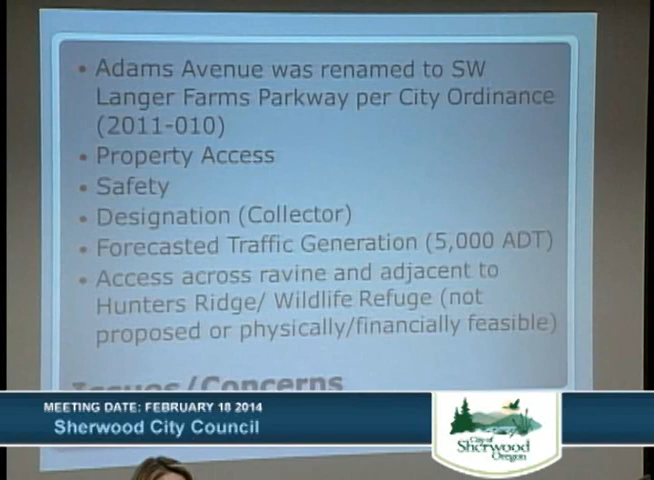 • Adams Avenue was renamed to SW
Langer Farms Parkway per City Ordinance
(2011-010)
• Property Access
• Safety
• Designation (Collector)
• Forecasted Traffic Generation (5,000 ADT)
• Access across ravine and adjacent to
Hunters Ridge/ Wildlife Refuge (not
proposed or physically/financially feasible)
Issues/Concerns
MEETING DATE: FEBRUARY 18 2014
Sherwood City Council
City of
Sherwood
Oregon